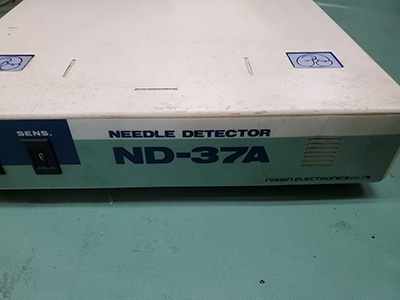 SENS.
NEEDLE DETECTOR
ND-37A
NISSIN ELECTRONICS CO., LTD.